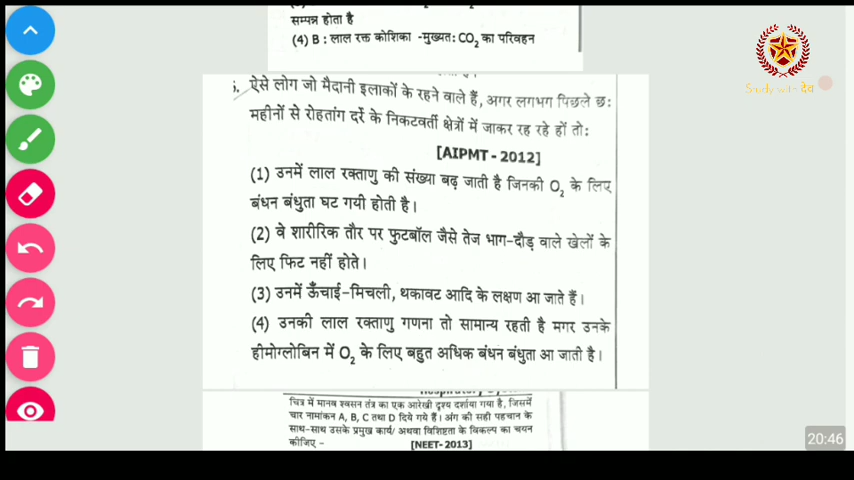 सम्पन्न होता है
(4) B : लाल रक्त कोशिका -मुख्यत: CO₂ का परिवहन
ऐसे लोग जो मैदानी इलाकों के रहने वाले हैं, अगर लगभग पिछले छ:
महीनों से रोहतांग दर्रे के निकटवर्ती क्षेत्रों में जाकर रह रहे हों तो:
[AIPMT - 2012]
(1) उनमें लाल रक्ताणु की संख्या बढ़ जाती है जिनकी O₂ के लिए
बंधन बंधुता घट गयी होती है।
(2) वे शारीरिक तौर पर फुटबॉल जैसे तेज भाग-दौड़ वाले खेलों के
लिए फिट नहीं होते।
(3) उनमें ऊँचाई-मिचली, थकावट आदि के लक्षण आ जाते हैं।
(4) उनकी लाल रक्ताणु गणना तो सामान्य रहती है मगर उनके
हीमोग्लोबिन में O₂ के लिए बहुत अधिक बंधन बंधुता आ जाती है।
चित्र में मानव श्वसन तंत्र का एक आरेखी दृश्य दर्शाया गया है, जिसमें
चार नामांकन A, B, C तथा D दिये गये हैं। अंग की सही पहचान के
साथ-साथ उसके प्रमुख कार्य/ अथवा विशिष्टता के विकल्प का चयन
कीजिए -
[NEET-2013]
Study with देव
20:46